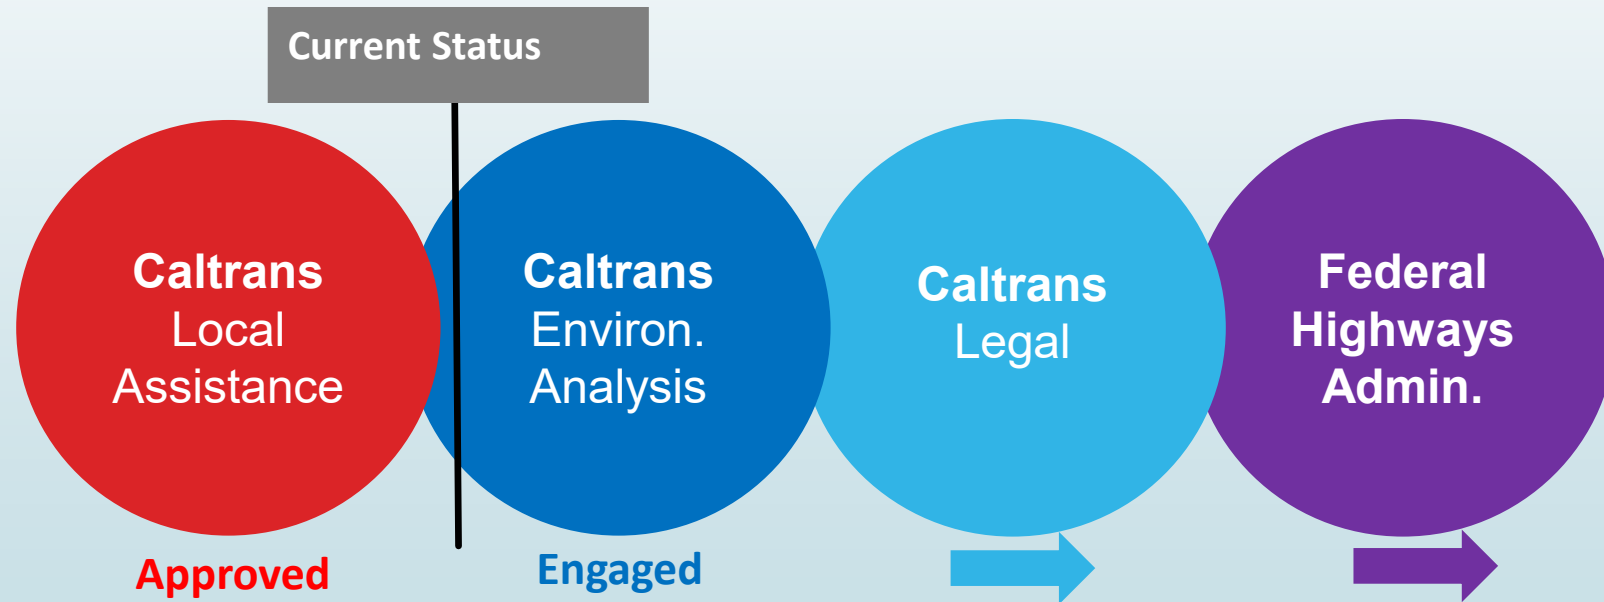 Current Status
Caltrans
Local
Assistance
Caltrans
Environ.
Analysis
Caltrans
Legal
Federal
Highways
Admin.
Approved
Engaged